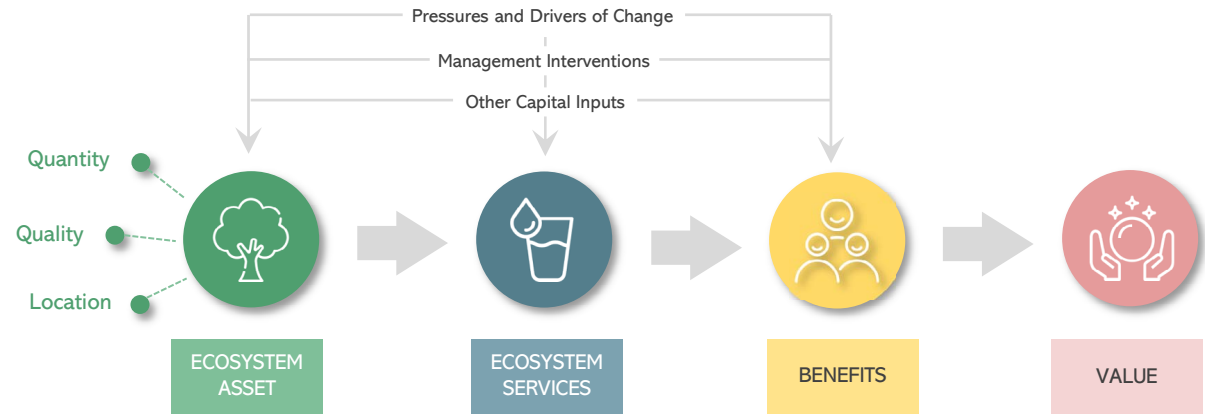 Pressures and Drivers of Change
Management Interventions
Other Capital Inputs
Quantity
Quality
Location
ECOSYSTEM
ASSET
ECOSYSTEM
SERVICES
BENEFITS
VALUE